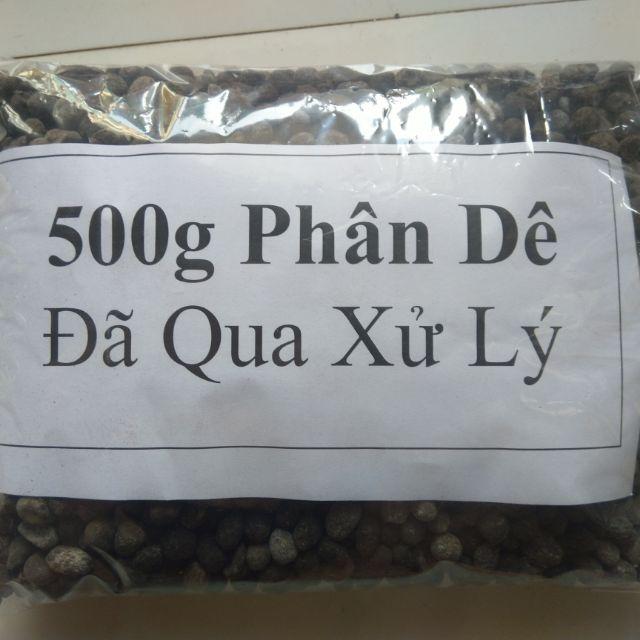 500g Phân Dê
Đã Qua Xử Lý